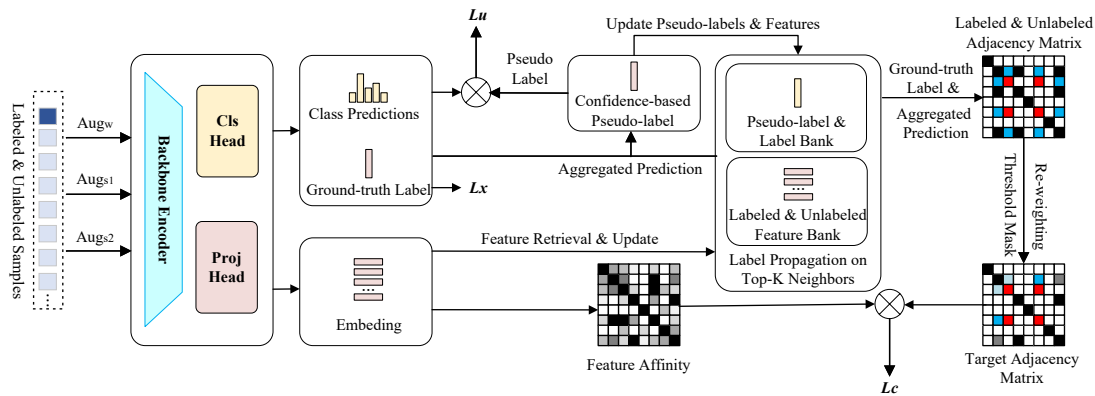 Labeled & Unlabeled Samples
Augw
Augs1
Augs2
Backbone Encoder
Cls
Head
Proj
Head
Class Predictions
Ground-truth Label
Embeding
Lu
Pseudo
Label
Lx
Update Pseudo-labels & Features
Confidence-based
Pseudo-label
Aggregated Prediction
Feature Retrieval & Update
Pseudo-label &
Label Bank
...
...
Labeled & Unlabeled
Feature Bank
Label Propagation on
Top-K Neighbors
Feature Affinity
Ground-truth
Label &
Aggregated
Prediction
Labeled & Unlabeled
Adjacency Matrix
Re-weighting
Threshold Mask
Target Adjacency
Matrix
Lc